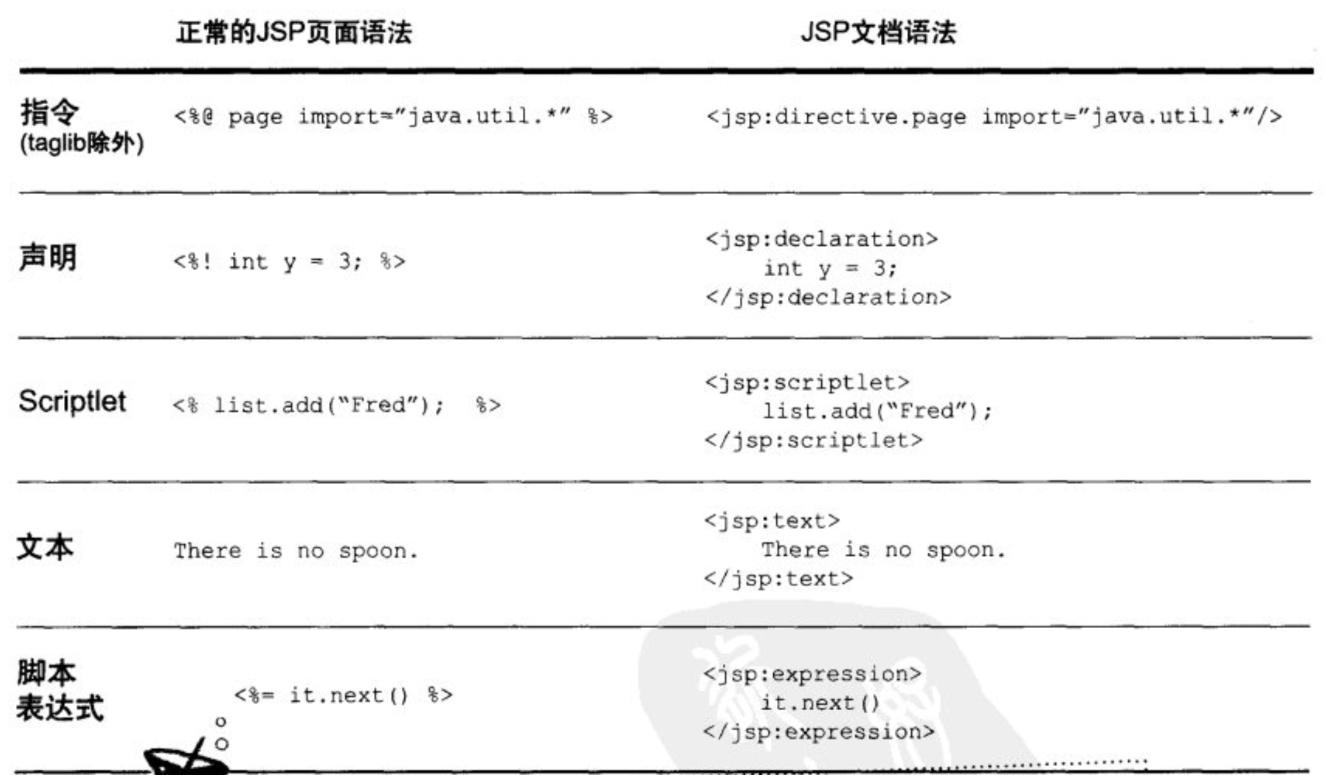 正常的JSP页面语法 JSP文档语法
指令 <%@ page import="java.util.*" %> <jsp:directive.page import="java.util.*"/>
(taglib除外)
<jsp:declaration>
声明 <%! int y = 3; %> int y = 3;
</jsp:declaration>
<jsp:scriptlet>
Scriptlet <% list.add("Fred"); %> list.add("Fred");
</jsp:scriptlet>
<jsp:text>
文本 There is no spoon. There is no spoon.
</jsp:text>
脚本 <jsp:expression>
表达式 <%= it.next() %> it.next()
</jsp:expression>